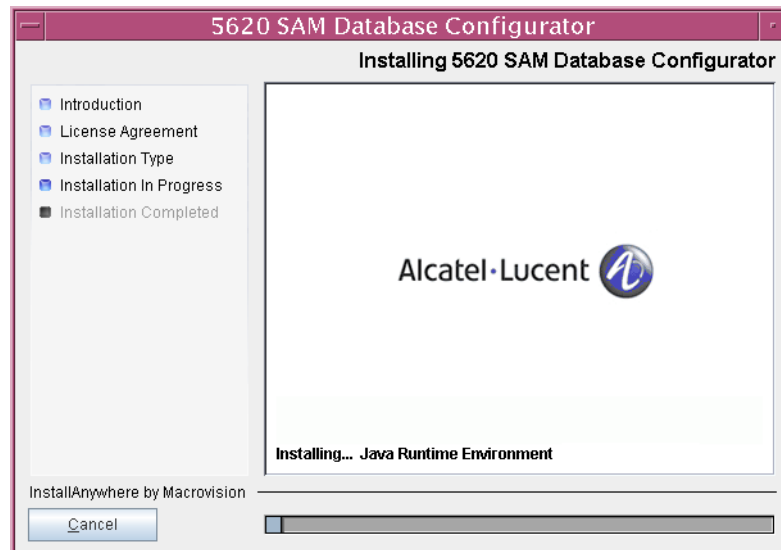 5620 SAM Database Configurator
Installing 5620 SAM Database Configurator
Introduction
License Agreement
Installation Type
Installation In Progress
Installation Completed
Alcatel·Lucent
Installing... Java Runtime Environment
InstallAnywhere by Macrovision
Cancel